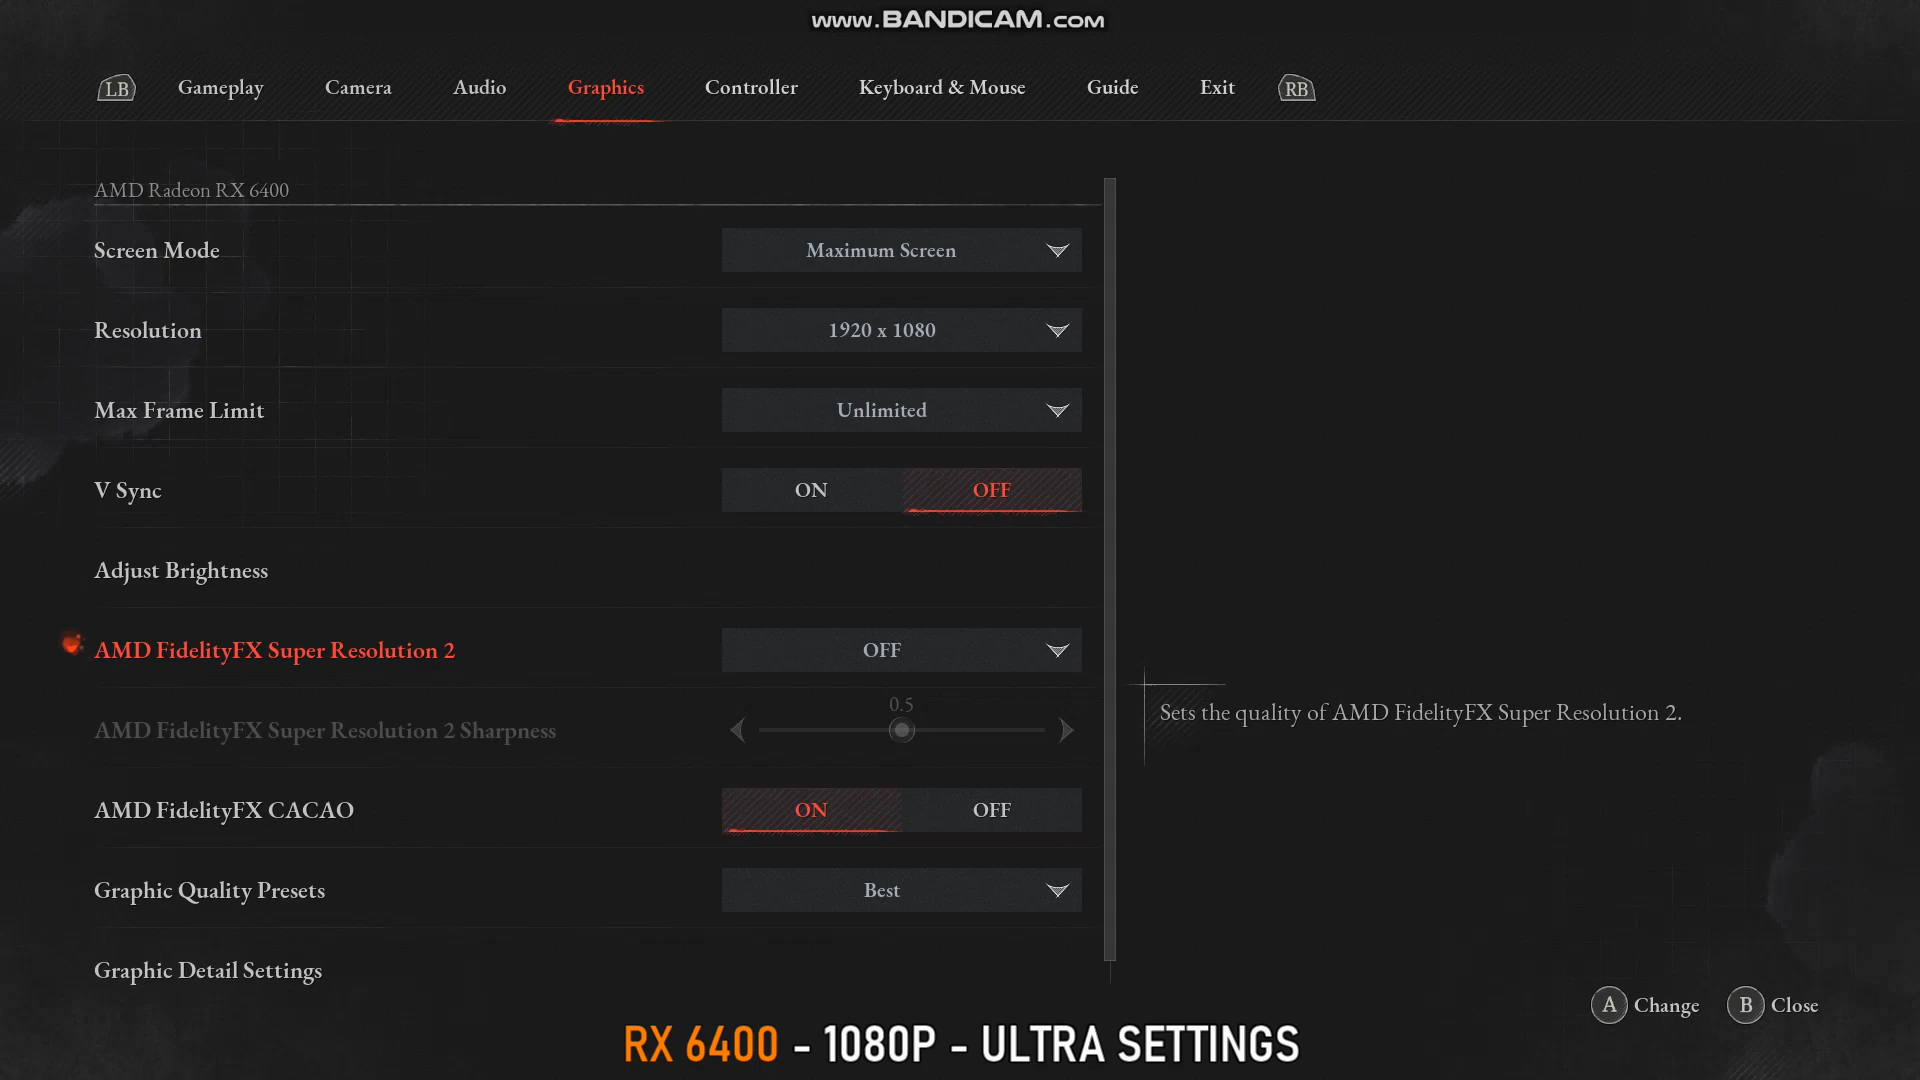 www.BANDICAM.com
LB Gameplay Camera Audio Graphics Controller Keyboard & Mouse Guide Exit RB
AMD Radeon RX 6400
Screen Mode Maximum Screen
Resolution 1920 x 1080
Max Frame Limit Unlimited
V Sync ON OFF
Adjust Brightness
AMD FidelityFX Super Resolution 2 OFF
0.5
AMD FidelityFX Super Resolution 2 Sharpness
Sets the quality of AMD FidelityFX Super Resolution 2.
AMD FidelityFX CACAO ON OFF
Graphic Quality Presets Best
Graphic Detail Settings
A Change B Close
RX 6400 - 1080P - ULTRA SETTINGS